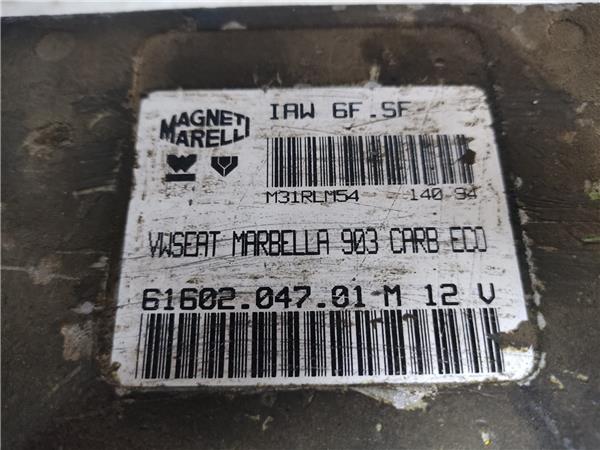 MAGNETI
MARELLI
IAW 6F.SF
M31RLM54 140 94
VWSEAT MARBELLA 903 CARB ECO
61602.047.01 M 12 V